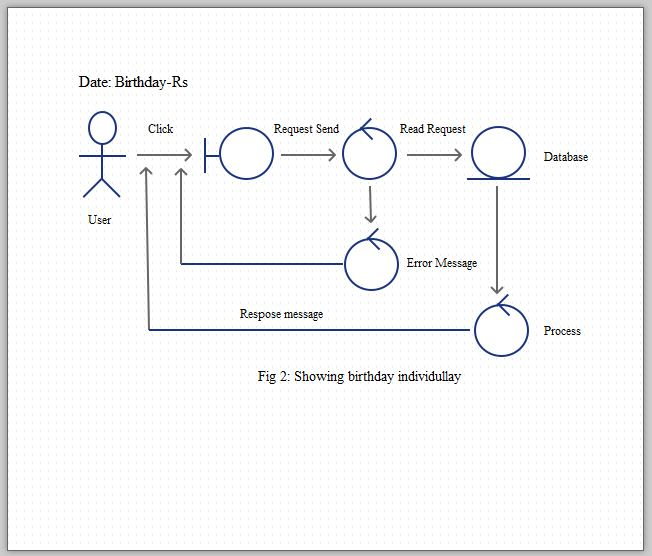 Date: Birthday-Rs
Click
Request Send
Read Request
Database
User
Error Message
Respose message
Process
Fig 2: Showing birthday individullay